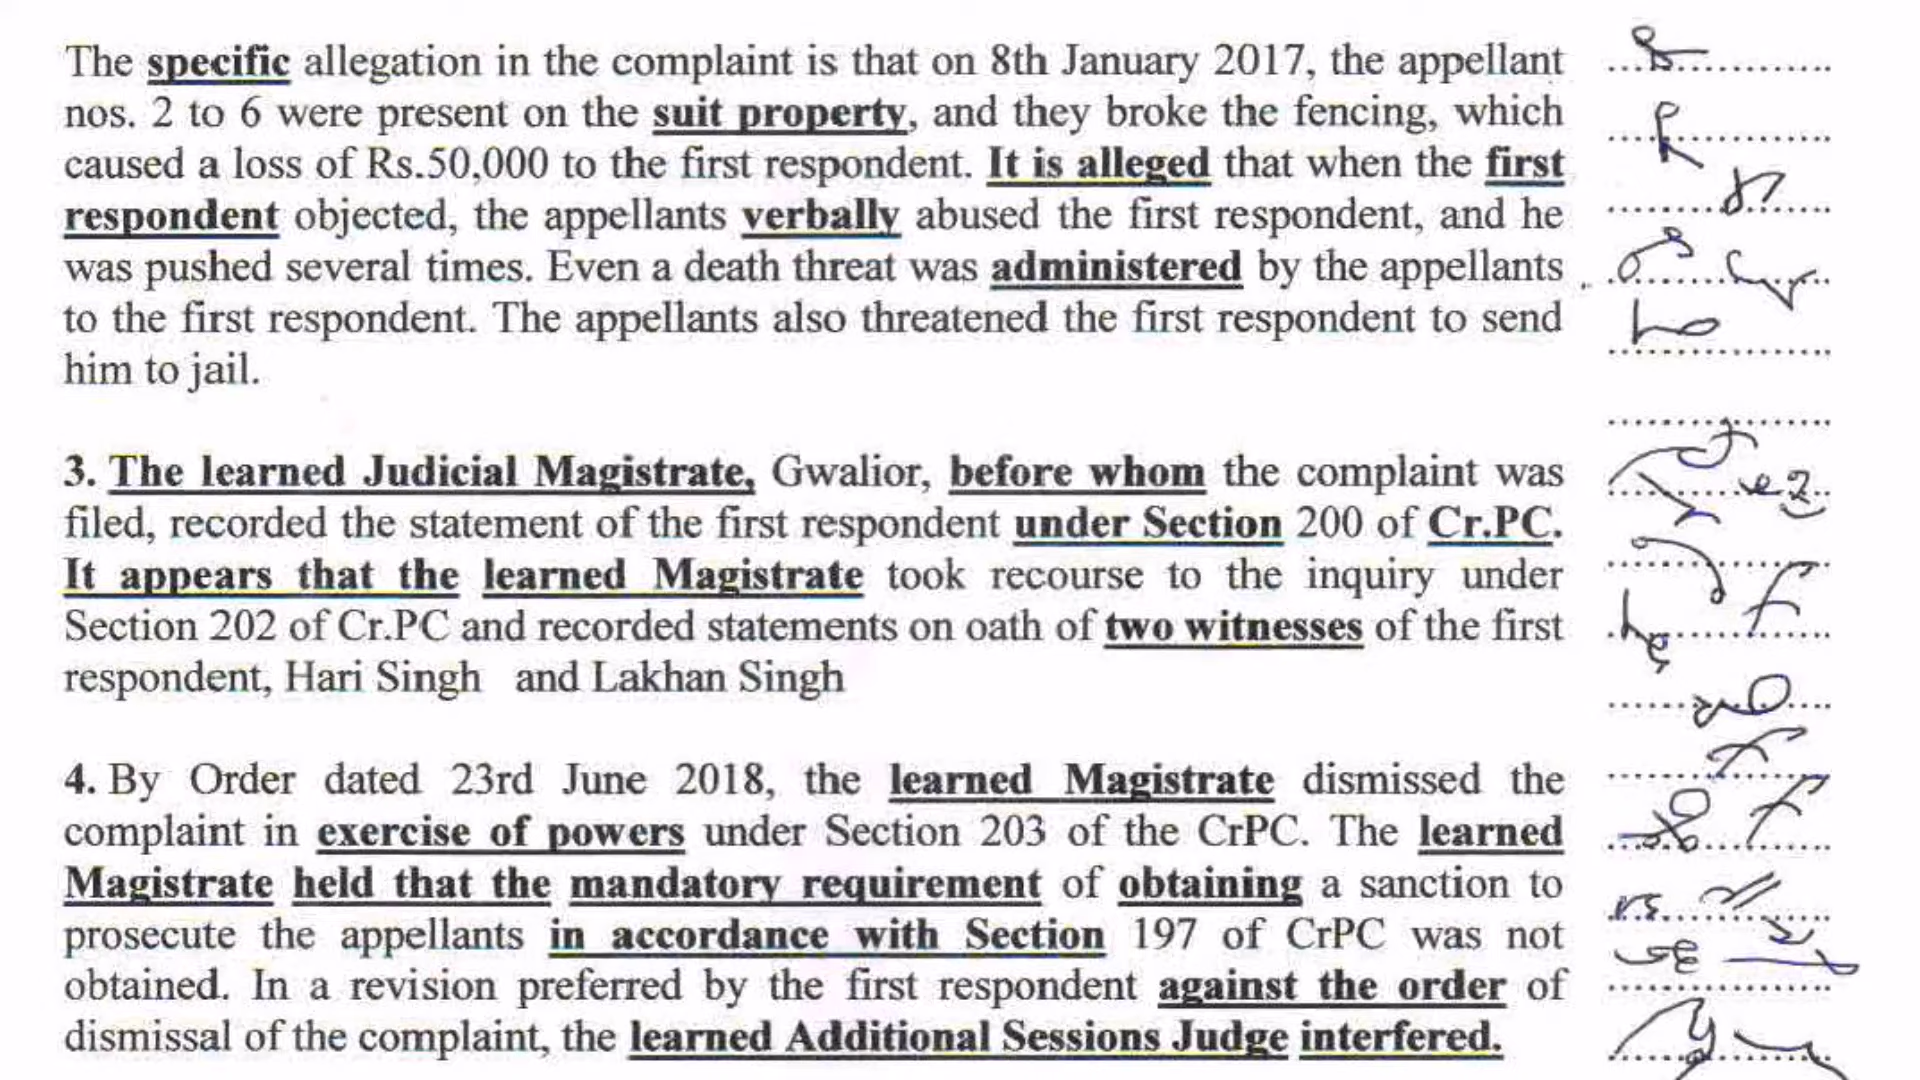 The specific allegation in the complaint is that on 8th January 2017, the appellant
nos. 2 to 6 were present on the suit property, and they broke the fencing, which
caused a loss of Rs.50,000 to the first respondent. It is alleged that when the first
respondent objected, the appellants verbally abused the first respondent, and he
was pushed several times. Even a death threat was administered by the appellants
to the first respondent. The appellants also threatened the first respondent to send
him to jail.
3. The learned Judicial Magistrate, Gwalior, before whom the complaint was
filed, recorded the statement of the first respondent under Section 200 of Cr.PC.
It appears that the learned Magistrate took recourse to the inquiry under
Section 202 of Cr.PC and recorded statements on oath of two witnesses of the first
respondent, Hari Singh and Lakhan Singh
4. By Order dated 23rd June 2018, the learned Magistrate dismissed the
complaint in exercise of powers under Section 203 of the CrPC. The learned
Magistrate held that the mandatory requirement of obtaining a sanction to
prosecute the appellants in accordance with Section 197 of CrPC was not
obtained. In a revision preferred by the first respondent against the order of
dismissal of the complaint, the learned Additional Sessions Judge interfered.